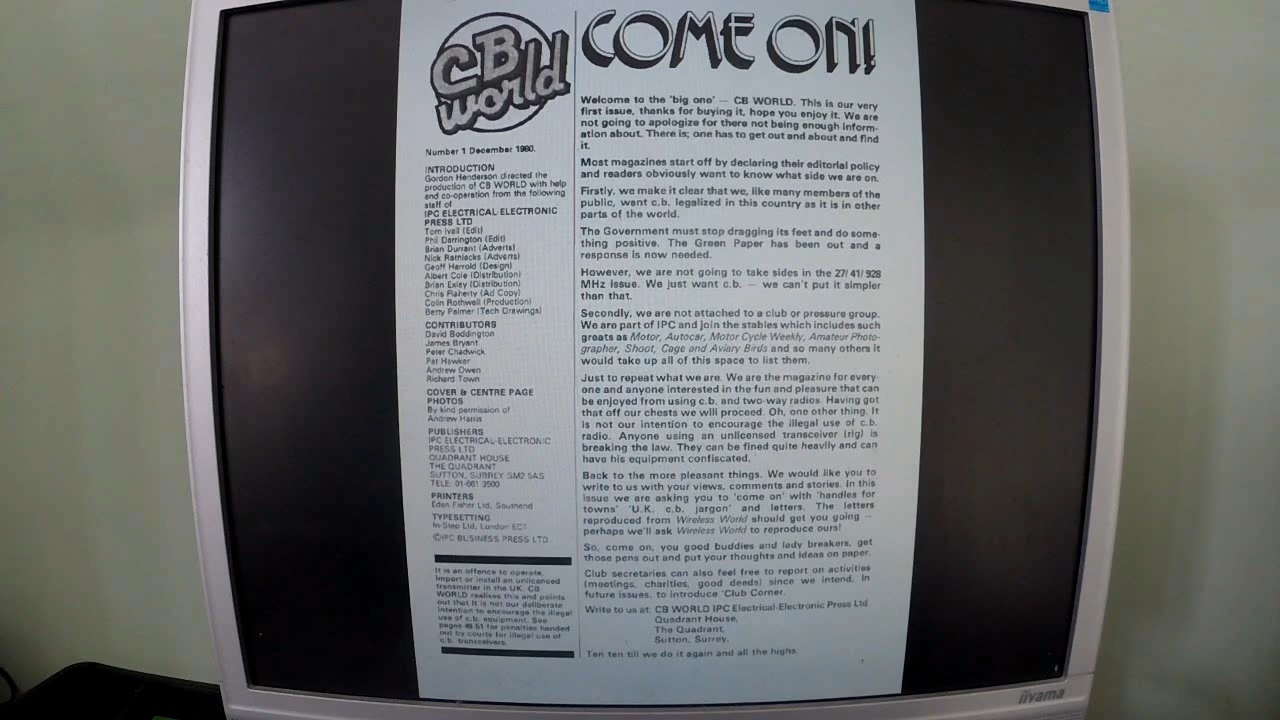 CB
world
Number 1 December 1980.
INTRODUCTION
Gordon Henderson directed the
production of CB WORLD with help
and co-operation from the following
staff of
IPC ELECTRICAL-ELECTRONIC
PRESS LTD
Tom Ivall (Edit)
Phil Darrington (Edit)
Brian Durrant (Adverts)
Nick Ratnieks (Adverts)
Geoff Harrold (Design)
Albert Cole (Distribution)
Brian Exley (Distribution)
Chris Flaherty (Ad Copy)
Colin Rothwell (Production)
Betty Palmer (Tech Drawings)
CONTRIBUTORS
David Boddington
James Bryant
Peter Chadwick
Pat Hawker
Andrew Owen
Richard Town
COVER & CENTRE PAGE
PHOTOS
By kind permission of
Andrew Harris
PUBLISHERS
IPC ELECTRICAL-ELECTRONIC
PRESS LTD
QUADRANT HOUSE
THE QUADRANT
SUTTON, SURREY SM2 5AS
TELE: 01-661 3500
PRINTERS
Eden Fisher Ltd, Southend
TYPESETTING
In-Step Ltd, London EC1
©IPC BUSINESS PRESS LTD
It is an offence to operate,
import or install an unlicenced
transmitter in the UK. CB
WORLD realises this and points
out that it is not our deliberate
intention to encourage the illegal
use of c.b. equipment. See
pages 48-51 for penalties handed
out by courts for illegal use of
c.b. transceivers.
COME ON!
Welcome to the 'big one' — CB WORLD. This is our very
first issue, thanks for buying it, hope you enjoy it. We are
not going to apologize for there not being enough inform-
ation about. There is; one has to get out and about and find
it.
Most magazines start off by declaring their editorial policy
and readers obviously want to know what side we are on.
Firstly, we make it clear that we, like many members of the
public, want c.b. legalized in this country as it is in other
parts of the world.
The Government must stop dragging its feet and do some-
thing positive. The Green Paper has been out and a
response is now needed.
However, we are not going to take sides in the 27/41/928
MHz issue. We just want c.b. — we can't put it simpler
than that.
Secondly, we are not attached to a club or pressure group.
We are part of IPC and join the stables which includes such
greats as Motor, Autocar, Motor Cycle Weekly, Amateur Photo-
grapher, Shoot, Cage and Aviary Birds and so many others it
would take up all of this space to list them.
Just to repeat what we are. We are the magazine for every-
one and anyone interested in the fun and pleasure that can
be enjoyed from using c.b. and two-way radios. Having got
that off our chests we will proceed. Oh, one other thing. It
is not our intention to encourage the illegal use of c.b.
radio. Anyone using an unlicensed transceiver (rig) is
breaking the law. They can be fined quite heavily and can
have his equipment confiscated.
Back to the more pleasant things. We would like you to
write to us with your views, comments and stories. In this
issue we are asking you to 'come on' with 'handles for
towns' 'U.K. c.b. jargon' and letters. The letters
reproduced from Wireless World should get you going —
perhaps we'll ask Wireless World to reproduce ours!
So, come on, you good buddies and lady breakers, get
those pens out and put your thoughts and ideas on paper.
Club secretaries can also feel free to report on activities
(meetings, charities, good deeds) since we intend, in
future issues, to introduce 'Club Corner.
Write to us at: CB WORLD IPC Electrical-Electronic Press Ltd
Quadrant House,
The Quadrant,
Sutton, Surrey.
Ten ten till we do it again and all the highs.
iiyama